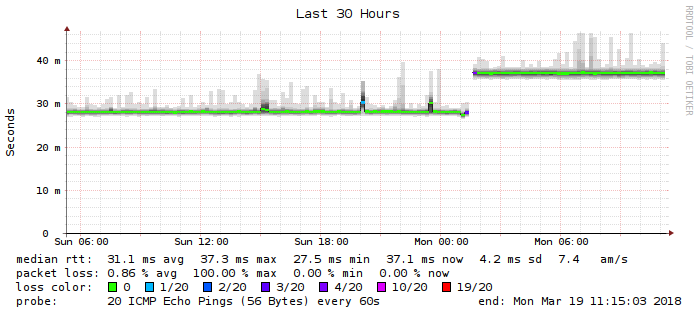 Last 30 Hours
RRDTOOL / TOBI OETIKER
Seconds
40 m
30 m
20 m
10 m
0
Sun 06:00 Sun 12:00 Sun 18:00 Mon 00:00 Mon 06:00
median rtt: 31.1 ms avg 37.3 ms max 27.5 ms min 37.1 ms now 4.2 ms sd 7.4 am/s
packet loss: 0.86 % avg 100.00 % max 0.00 % min 0.00 % now
loss color: 0 1/20 2/20 3/20 4/20 10/20 19/20
probe: 20 ICMP Echo Pings (56 Bytes) every 60s end: Mon Mar 19 11:15:03 2018